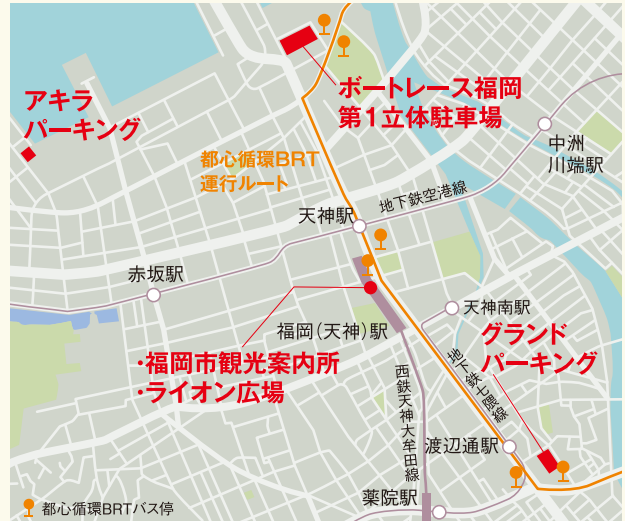 アキラ
パーキング
ボートレース福岡
第1立体駐車場
都心循環BRT
運行ルート
中洲
川端駅
地下鉄空港線
天神駅
赤坂駅
天神南駅
福岡(天神)駅
グランド
パーキング
・福岡市観光案内所
・ライオン広場
西鉄天神大牟田線
地下鉄七隈線
渡辺通駅
薬院駅
都心循環BRTバス停